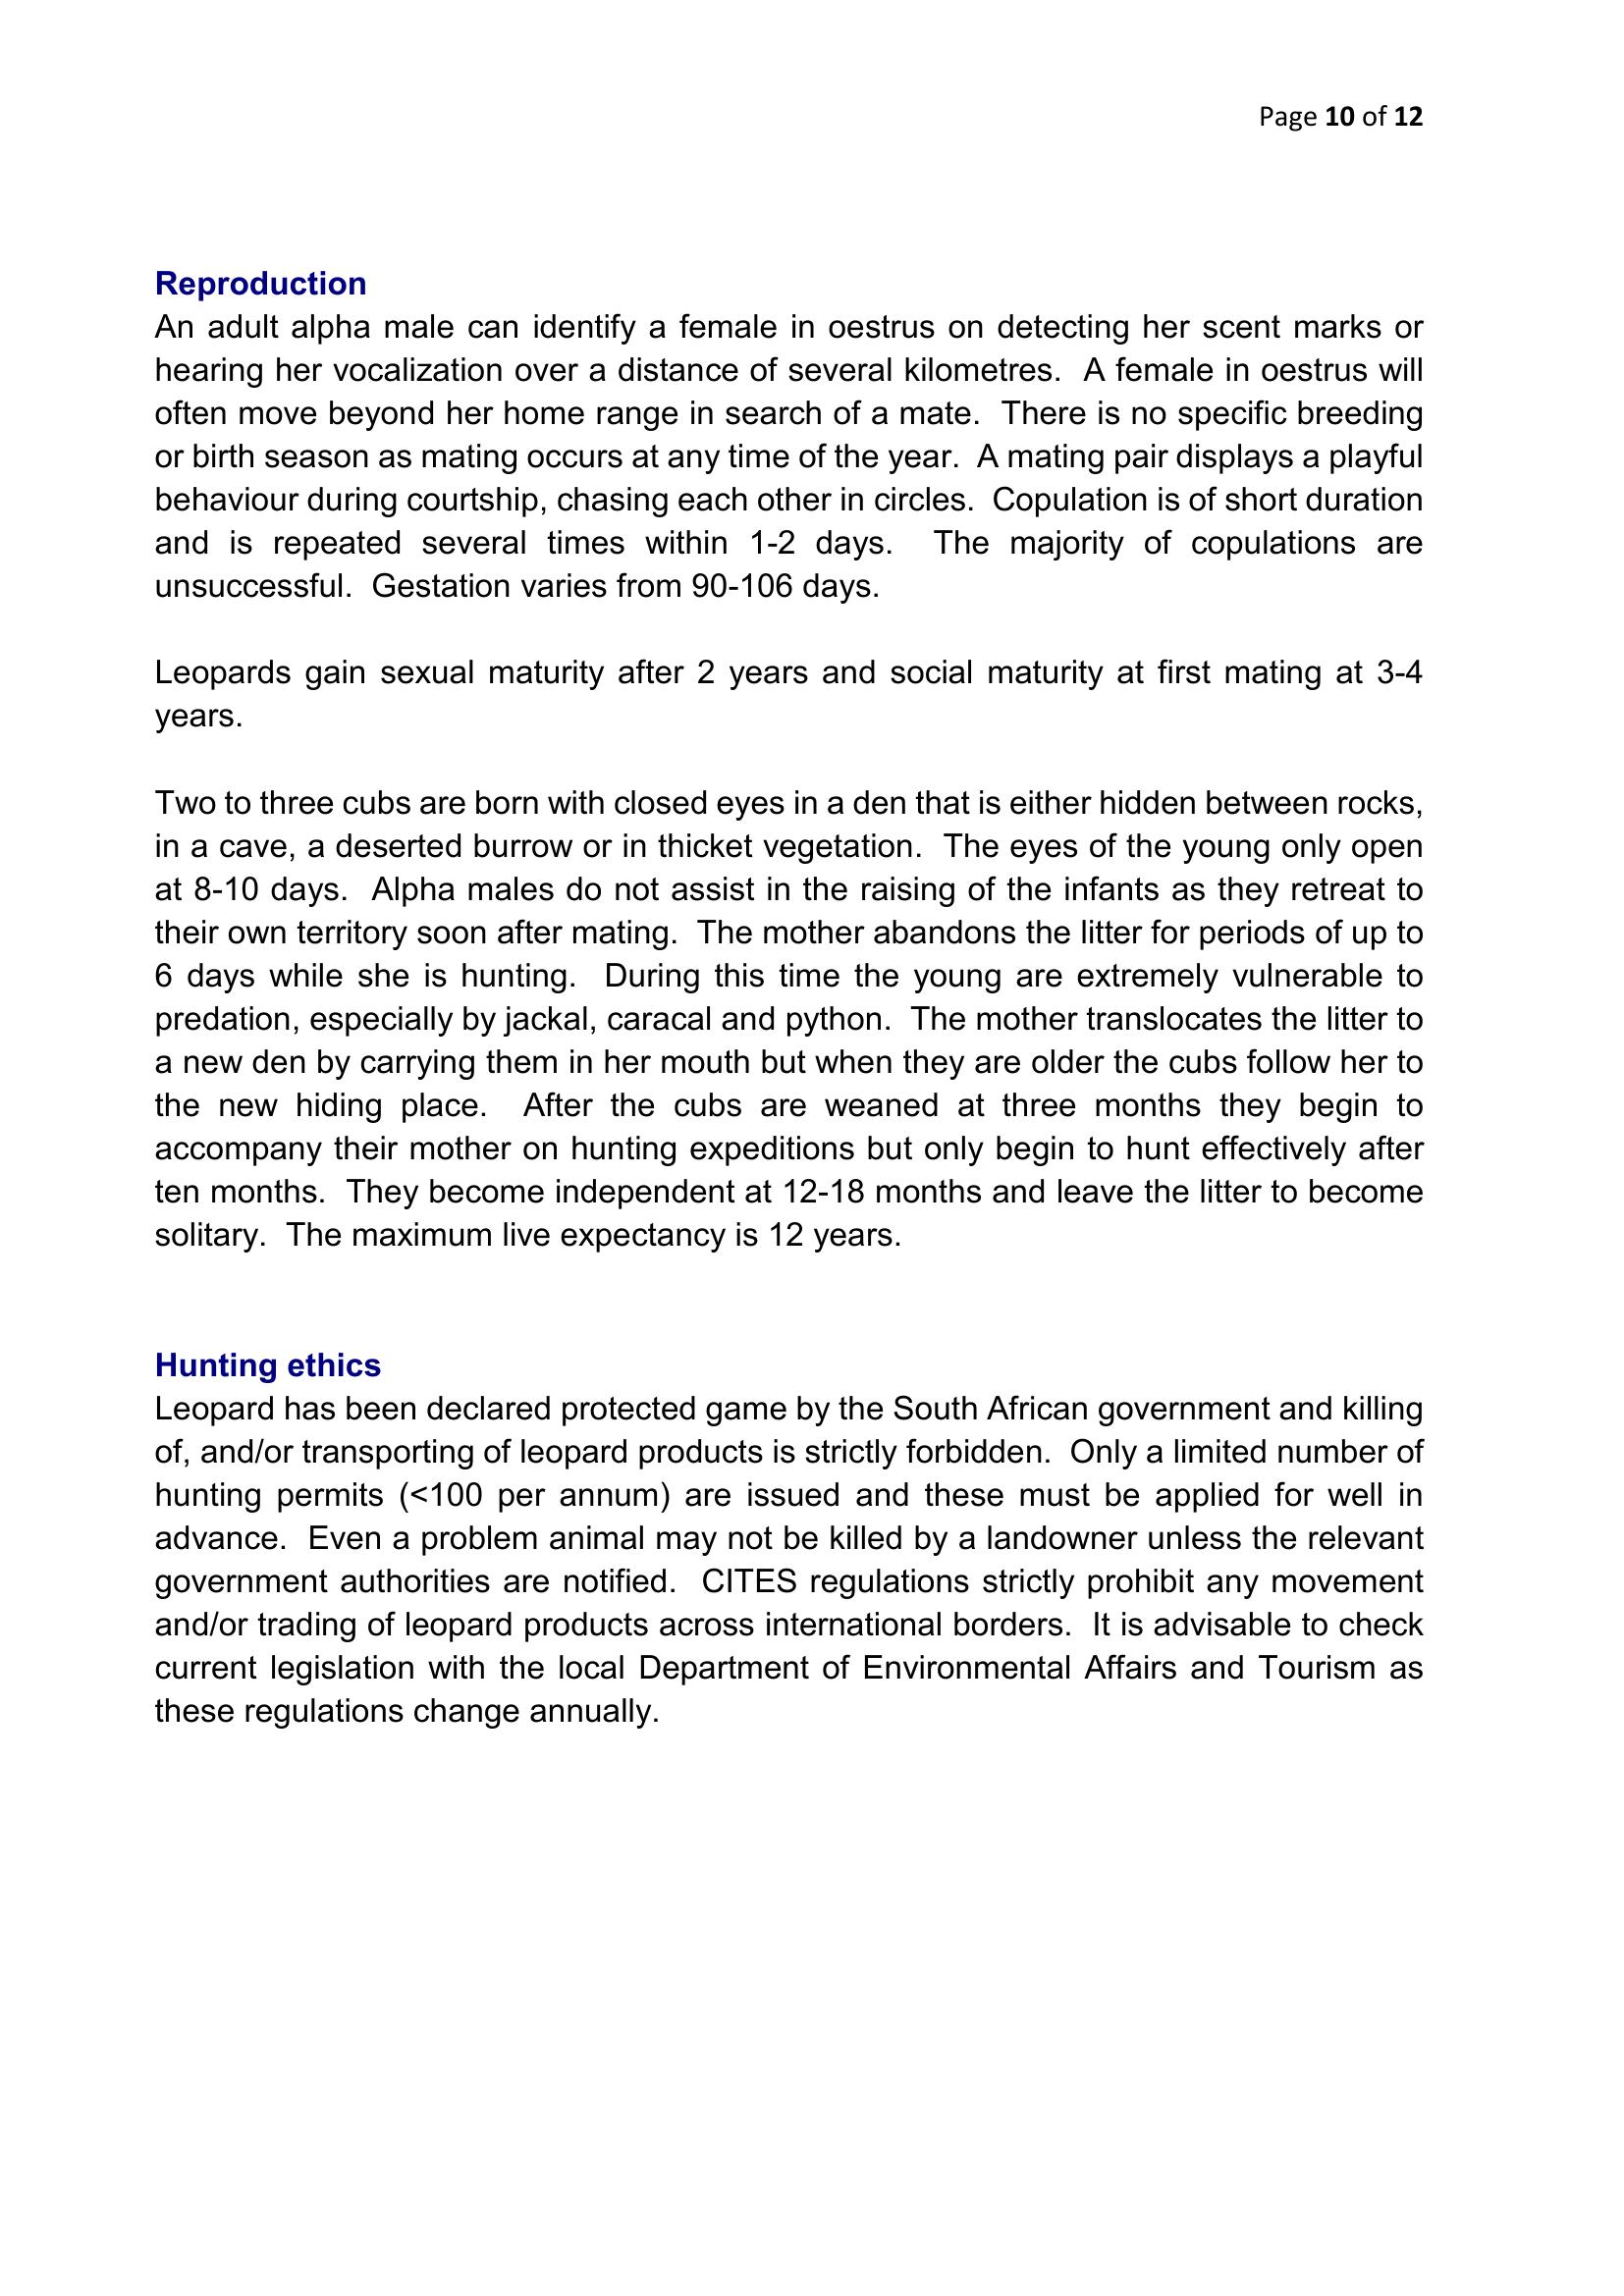 Page 10 of 12
Reproduction
An adult alpha male can identify a female in oestrus on detecting her scent marks or
hearing her vocalization over a distance of several kilometres. A female in oestrus will
often move beyond her home range in search of a mate. There is no specific breeding
or birth season as mating occurs at any time of the year. A mating pair displays a playful
behaviour during courtship, chasing each other in circles. Copulation is of short duration
and is repeated several times within 1-2 days. The majority of copulations are
unsuccessful. Gestation varies from 90-106 days.
Leopards gain sexual maturity after 2 years and social maturity at first mating at 3-4
years.
Two to three cubs are born with closed eyes in a den that is either hidden between rocks,
in a cave, a deserted burrow or in thicket vegetation. The eyes of the young only open
at 8-10 days. Alpha males do not assist in the raising of the infants as they retreat to
their own territory soon after mating. The mother abandons the litter for periods of up to
6 days while she is hunting. During this time the young are extremely vulnerable to
predation, especially by jackal, caracal and python. The mother translocates the litter to
a new den by carrying them in her mouth but when they are older the cubs follow her to
the new hiding place. After the cubs are weaned at three months they begin to
accompany their mother on hunting expeditions but only begin to hunt effectively after
ten months. They become independent at 12-18 months and leave the litter to become
solitary. The maximum live expectancy is 12 years.
Hunting ethics
Leopard has been declared protected game by the South African government and killing
of, and/or transporting of leopard products is strictly forbidden. Only a limited number of
hunting permits (<100 per annum) are issued and these must be applied for well in
advance. Even a problem animal may not be killed by a landowner unless the relevant
government authorities are notified. CITES regulations strictly prohibit any movement
and/or trading of leopard products across international borders. It is advisable to check
current legislation with the local Department of Environmental Affairs and Tourism as
these regulations change annually.